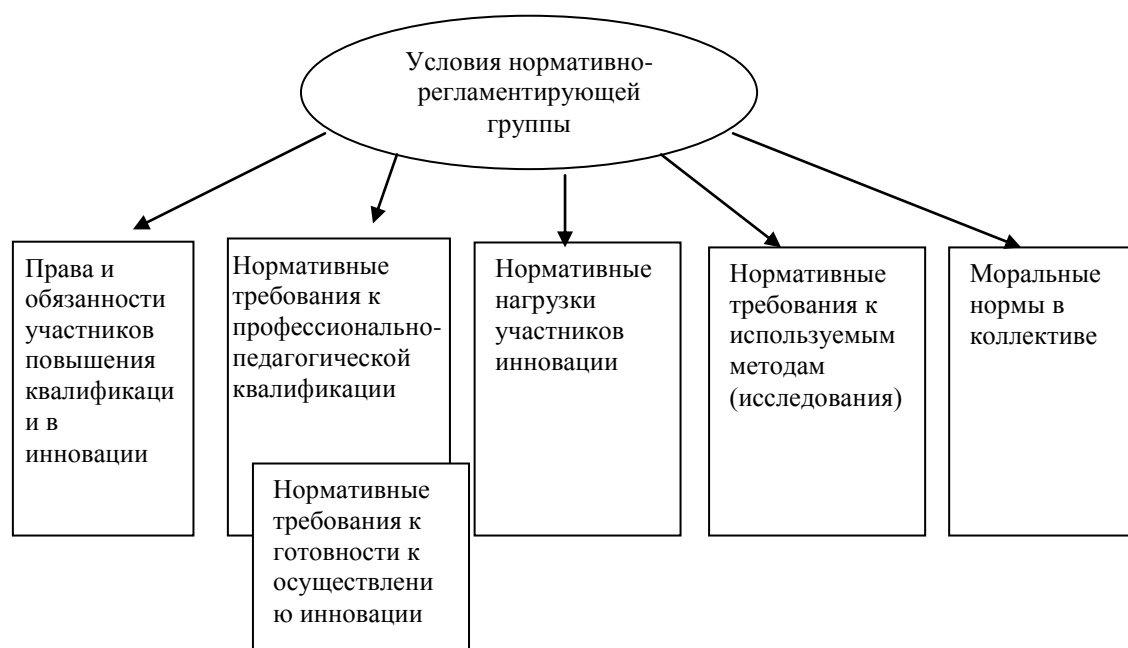 Условия нормативно-
регламентирующей
группы
Права и
обязанности
участников
повышения
квалификаци
и в
инновации
Нормативные
требования к
профессионально-
педагогической
квалификации
Нормативные
требования к
готовности к
осуществлени
ю инновации
Нормативные
нагрузки
участников
инновации
Нормативные
требования к
используемым
методам
(исследования)
Моральные
нормы в
коллективе